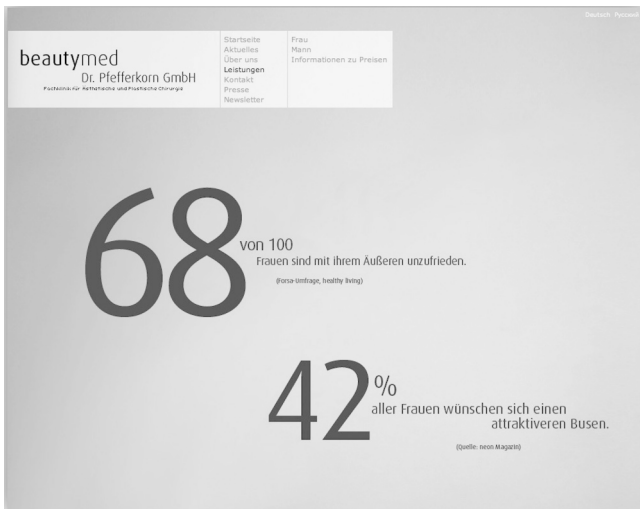 Deutsch Русский
beautymed
Dr. Pfefferkorn GmbH
Fachklinik für Ästhetische und Plastische Chirurgie
Startseite
Aktuelles
Über uns
Leistungen
Kontakt
Presse
Newsletter
Frau
Mann
Informationen zu Preisen
68 von 100
Frauen sind mit ihrem Äußeren unzufrieden.
(Forsa-Umfrage, healthy living)
42 %
aller Frauen wünschen sich einen
attraktiveren Busen.
(Quelle: neon Magazin)